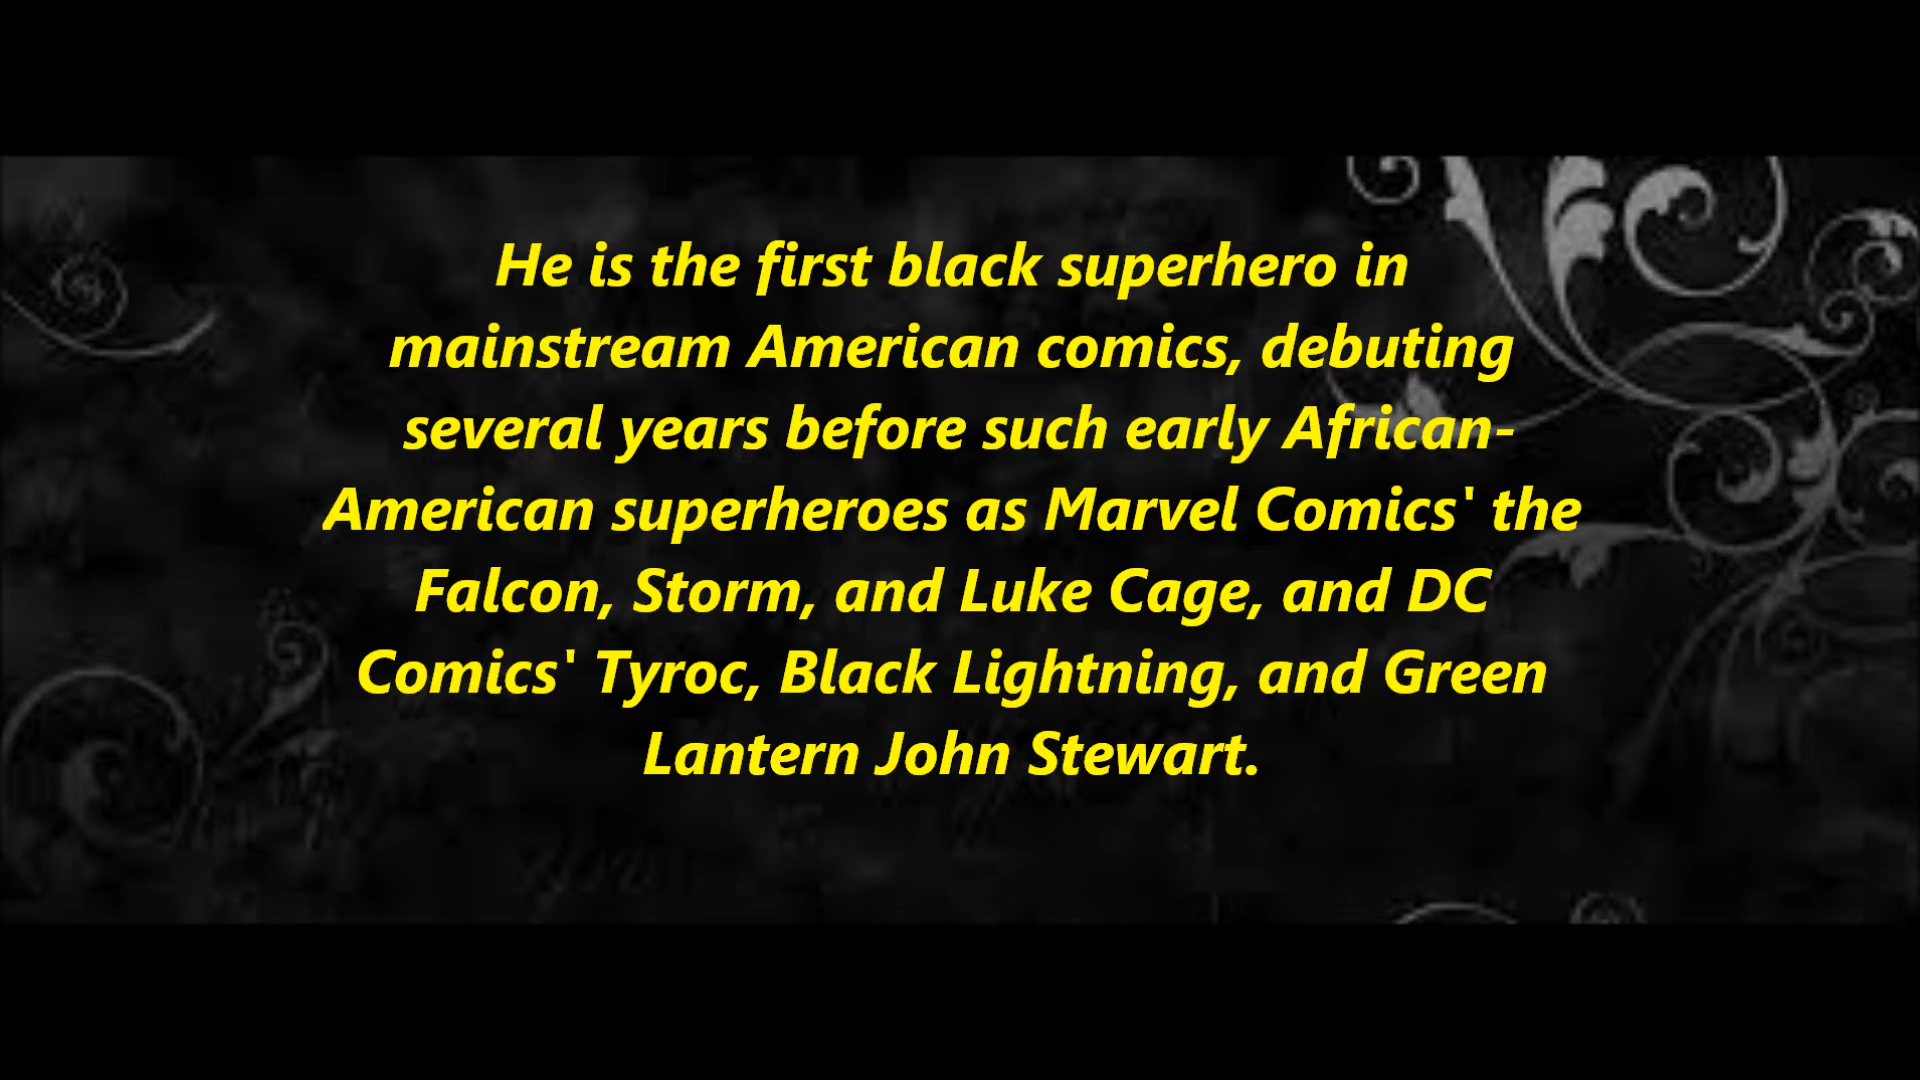 He is the first black superhero in
mainstream American comics, debuting
several years before such early African-
American superheroes as Marvel Comics' the
Falcon, Storm, and Luke Cage, and DC
Comics' Tyroc, Black Lightning, and Green
Lantern John Stewart.